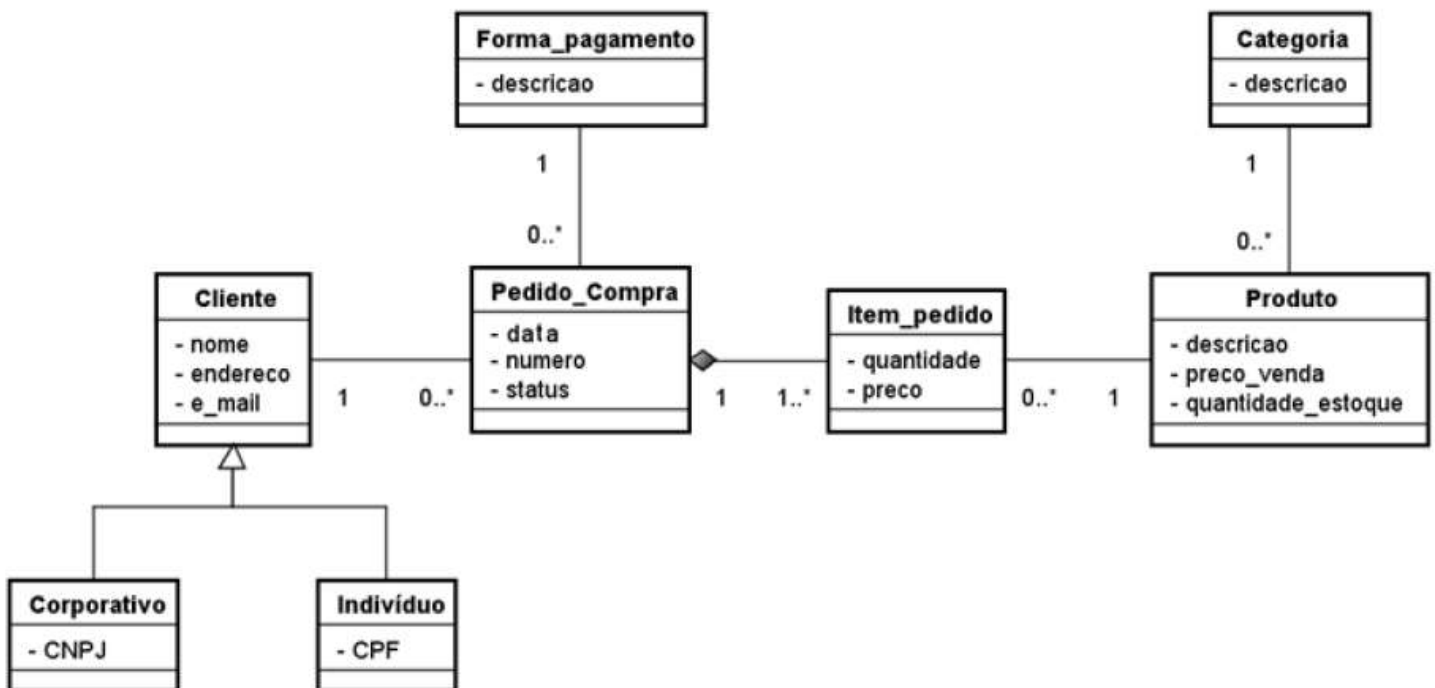 Forma_pagamento
- descricao
Categoria
- descricao
1
0..*
1
0..*
Cliente
- nome
- endereco
- e_mail
1
0..*
Pedido_Compra
- data
- numero
- status
1
1..*
Item_pedido
- quantidade
- preco
0..*
1
Produto
- descricao
- preco_venda
- quantidade_estoque
Corporativo
- CNPJ
Indivíduo
- CPF